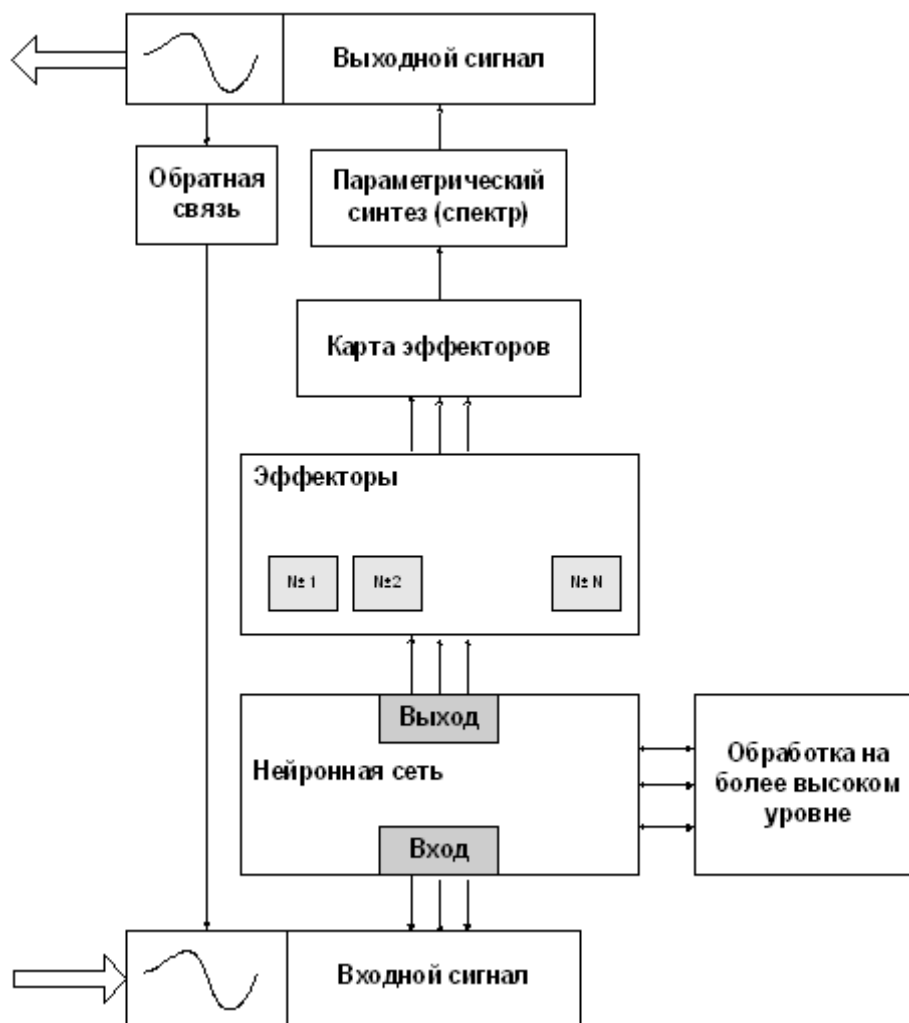 Выходной сигнал
Обратная
связь
Параметрический
синтез (спектр)
Карта эффекторов
Эффекторы
№ 1
№2
№ N
Выход
Нейронная сеть
Вход
Обработка на
более высоком
уровне
Входной сигнал